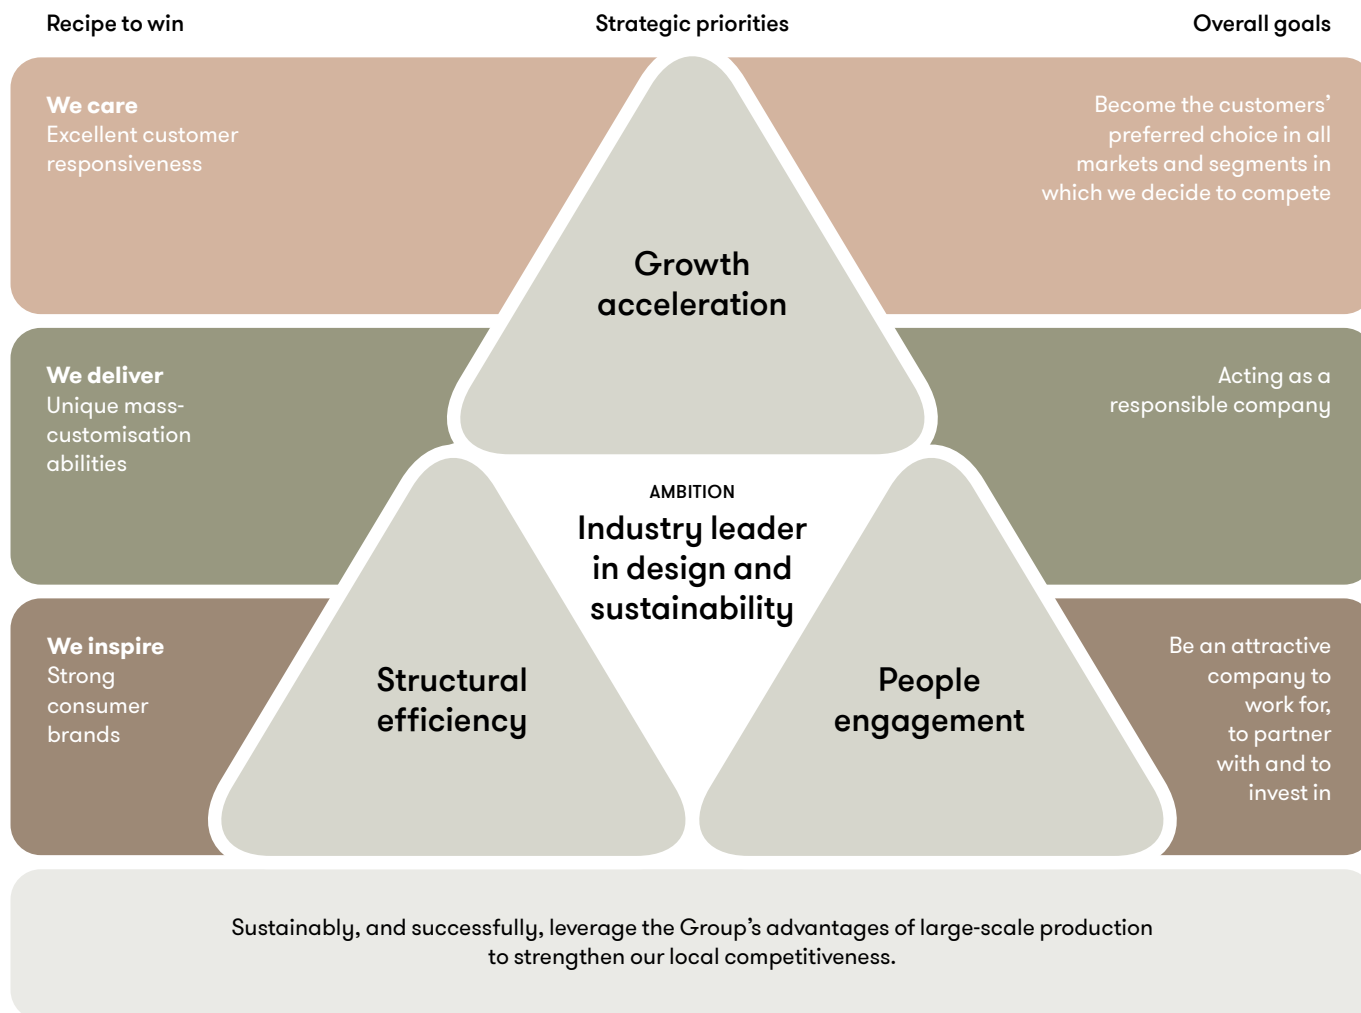 Recipe to win
Strategic priorities
Overall goals
We care
Excellent customer
responsiveness
Become the customers’
preferred choice in all
markets and segments in
which we decide to compete
Growth
acceleration
We deliver
Unique mass-
customisation
abilities
Acting as a
responsible company
AMBITION
Industry leader
in design and
sustainability
We inspire
Strong
consumer
brands
Structural
efficiency
People
engagement
Be an attractive
company to
work for,
to partner
with and to
invest in
Sustainably, and successfully, leverage the Group’s advantages of large-scale production
to strengthen our local competitiveness.